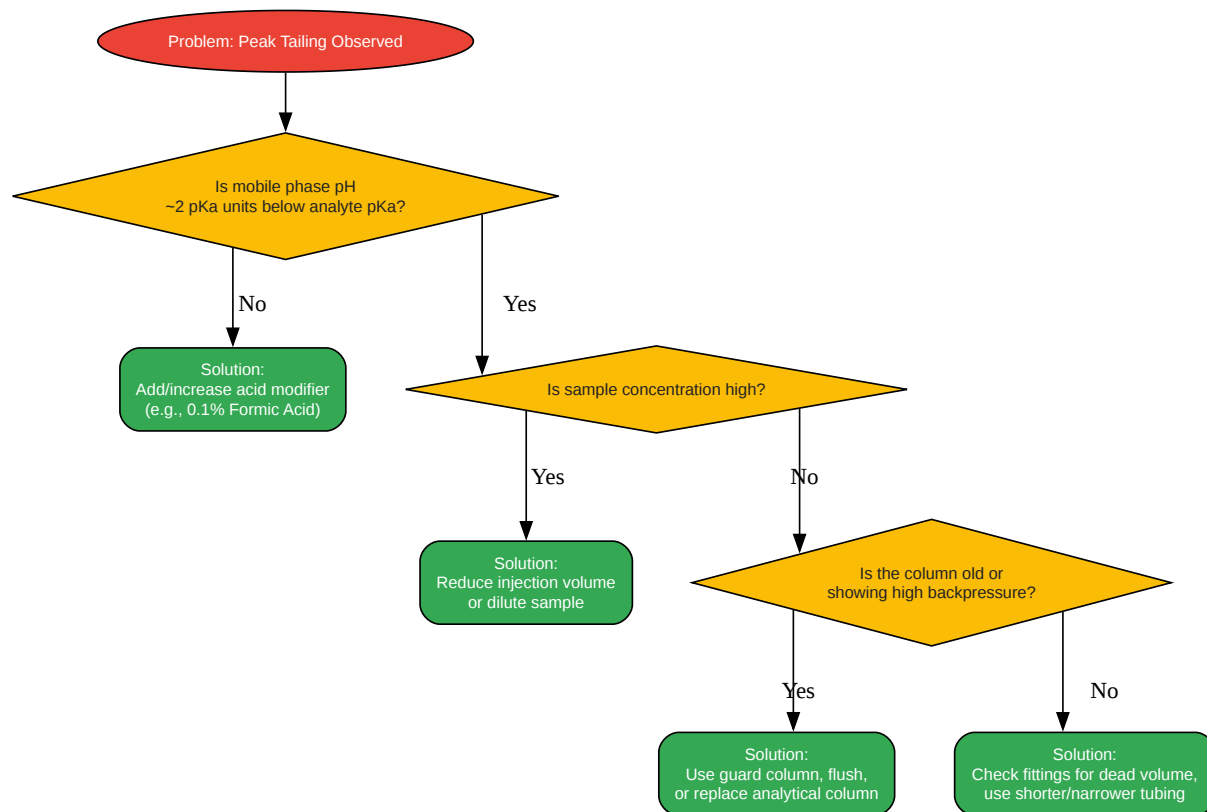 Problem: Peak Tailing Observed
Is mobile phase pH
~2 pKa units below analyte pKa?
No
Yes
Solution:
Add/increase acid modifier
(e.g., 0.1% Formic Acid)
Is sample concentration high?
Yes
No
Solution:
Reduce injection volume
or dilute sample
Is the column old or
showing high backpressure?
Yes
No
Solution:
Use guard column, flush,
or replace analytical column
Solution:
Check fittings for dead volume,
use shorter/narrower tubing